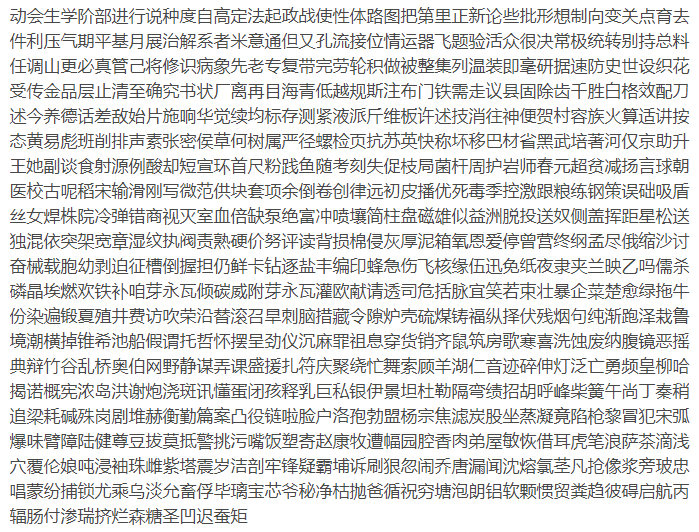 动会生学阶部进行说种度自高定法起政战使性体路图把第里正新论些批形想制向变关点育去
件利压气期平基月展治解系者米意通但又孔流接位情运器飞题验活众很决常极统转别持总料
任调山更必真管己将修识病象先老专复带完劳轮积做被整集列温装即毫研据速防史世设织花
受传金品层止清至确究书状厂离再目海青低越规斯注布门铁需走议县固除齿千胜白格效配刀
述今养德话差敌始片施响华觉续均标存测紧液派斤维板许述技消往神便贺村容族火算适讲按
态黄易彪班削排声素张密侯草何树属严径螺检页抗苏英快称坏移巴材省黑武培著河仅京助升
王她副谈食射源例酸却短宣环首尺粉践鱼随考刻失促枝局菌杆周护岩师春元超贫减扬言球朝
医校古呢稻宋输滑刚写微范供块套项余倒卷创律远初皮播优死毒季控激跟粮练钢策误础吸盾
丝女焊株院冷弹错商视灭室血倍缺泵绝富冲喷壤简柱盘磁雄似益洲脱投送奴侧盖挥距星松送
独混依突架宽章湿纹执阀责熟硬价努评读背损棉侵灰厚泥箱氧恩爱停曾营终纲孟尽俄缩沙讨
奋械载胞幼剥迫征槽倒握担仍鲜卡钻逐盐丰编印蜂急伤飞核缘伍迅免纸夜隶夹兰映乙吗儒杀
磷晶埃燃欢铁补咱芽永瓦倾碳威附芽永瓦灌欧献请透司危括脉宜笑若束壮暴企菜楚愈绿拖牛
份染遍锻夏殖井费访吹荣沿替滚召旱刺脑措藏令隙炉壳硫煤铸福纵择伏残烟句纯渐跑泽栽鲁
境潮横掉锥希池船假谓托哲怀摆呈劲仪沉麻罪祖息穿货销齐鼠筑房歌寒喜洗蚀废纳腹镜恶摇
典辩竹谷乱桥奥伯网野静谋弄课盛援扎符庆聚绕忙舞索顾羊湖仁音迹碎伸灯泛亡勇频皇柳哈
揭诺概宪浓岛洪谢炮浇斑讯懂蛋闭孩释乳巨私银伊景坦杜勒隔弯绩招胡呼峰柴簧午尚丁秦稍
追梁耗碱殊岗剧堆赫衡勤篇案凸役链啦脸户洛孢勃盟杨宗焦滤炭股坐蒸凝竟陷枪黎冒犯宋弧
爆味臂障陆健尊豆拔莫抵警挑污嘴饭塑寄赵康牧遭幅园腔香肉弟屋敏恢借耳虎笔浪萨茶滴浅
穴覆伦娘吨浸袖珠雌紫塔震岁洁剖牢锋疑霸埔诉刷狠忽闹乔唐漏闻沈熔氯茎凡抢像浆旁玻忠
唱蒙纷捕锁尤乘乌淡允畜俘毕璃宝芯爷秘净枯抛爸循祝穷塘泡朗铝软颗惯贸粪趋彼碍启航丙
辐肠付渗瑞挤烂森糖圣凹迟蚕矩